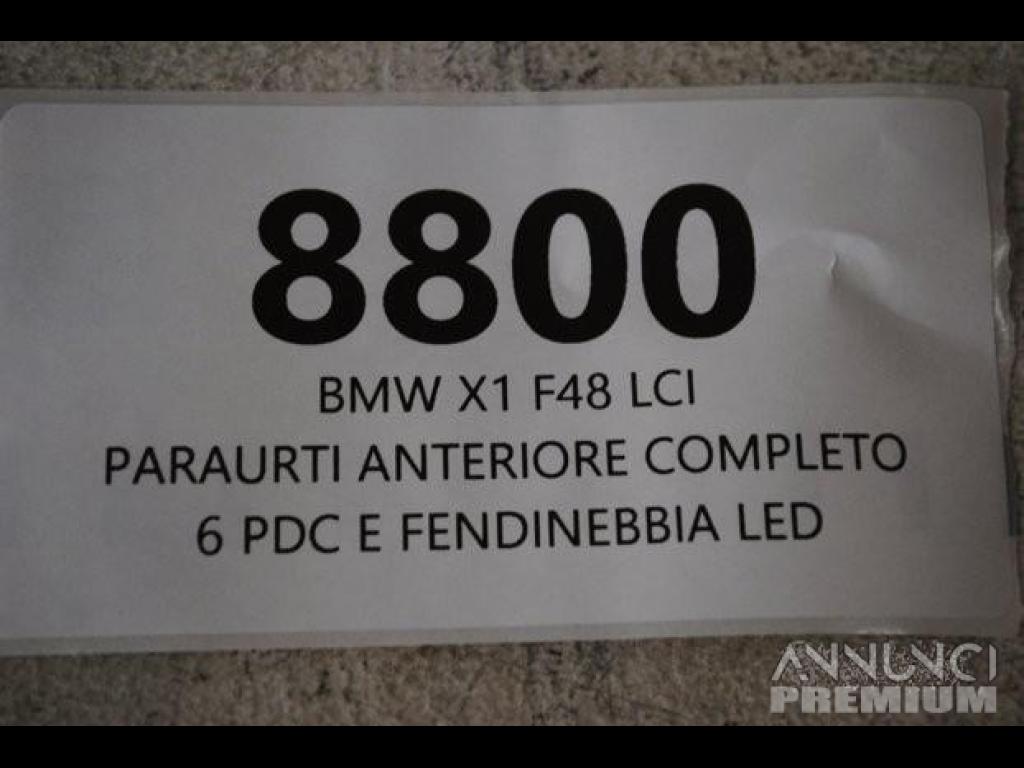 8800
BMW X1 F48 LCI
PARAURTI ANTERIORE COMPLETO
6 PDC E FENDINEBBIA LED
ANNUNCI
PREMIUM